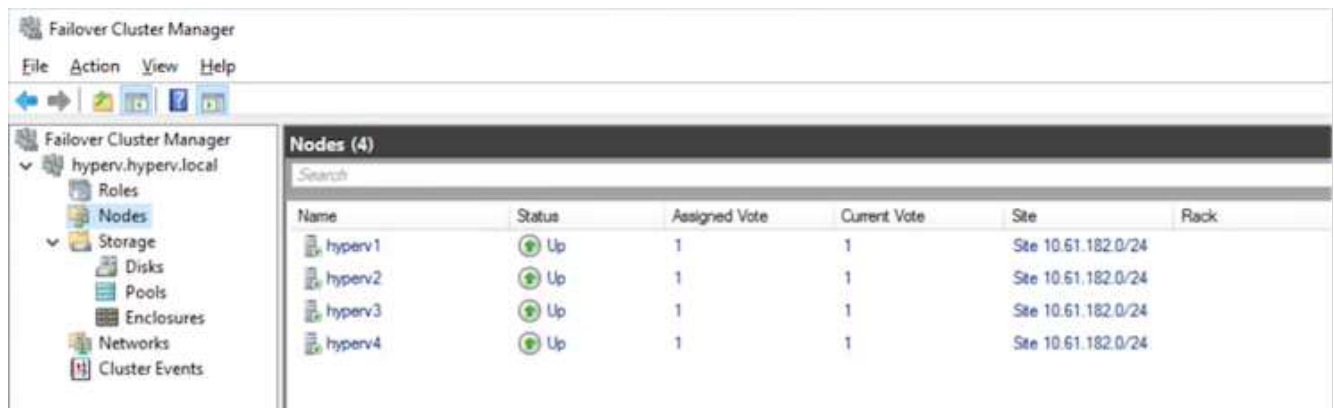 Failover Cluster Manager
File Action View Help
Failover Cluster Manager
hyperv.hyperv.local
Roles
Nodes
Storage
Disks
Pools
Enclosures
Networks
Cluster Events
Nodes (4)
Search
Name Status Assigned Vote Current Vote Site Rack
hyperv1 Up 1 1 Site 10.61.182.0/24
hyperv2 Up 1 1 Site 10.61.182.0/24
hyperv3 Up 1 1 Site 10.61.182.0/24
hyperv4 Up 1 1 Site 10.61.182.0/24